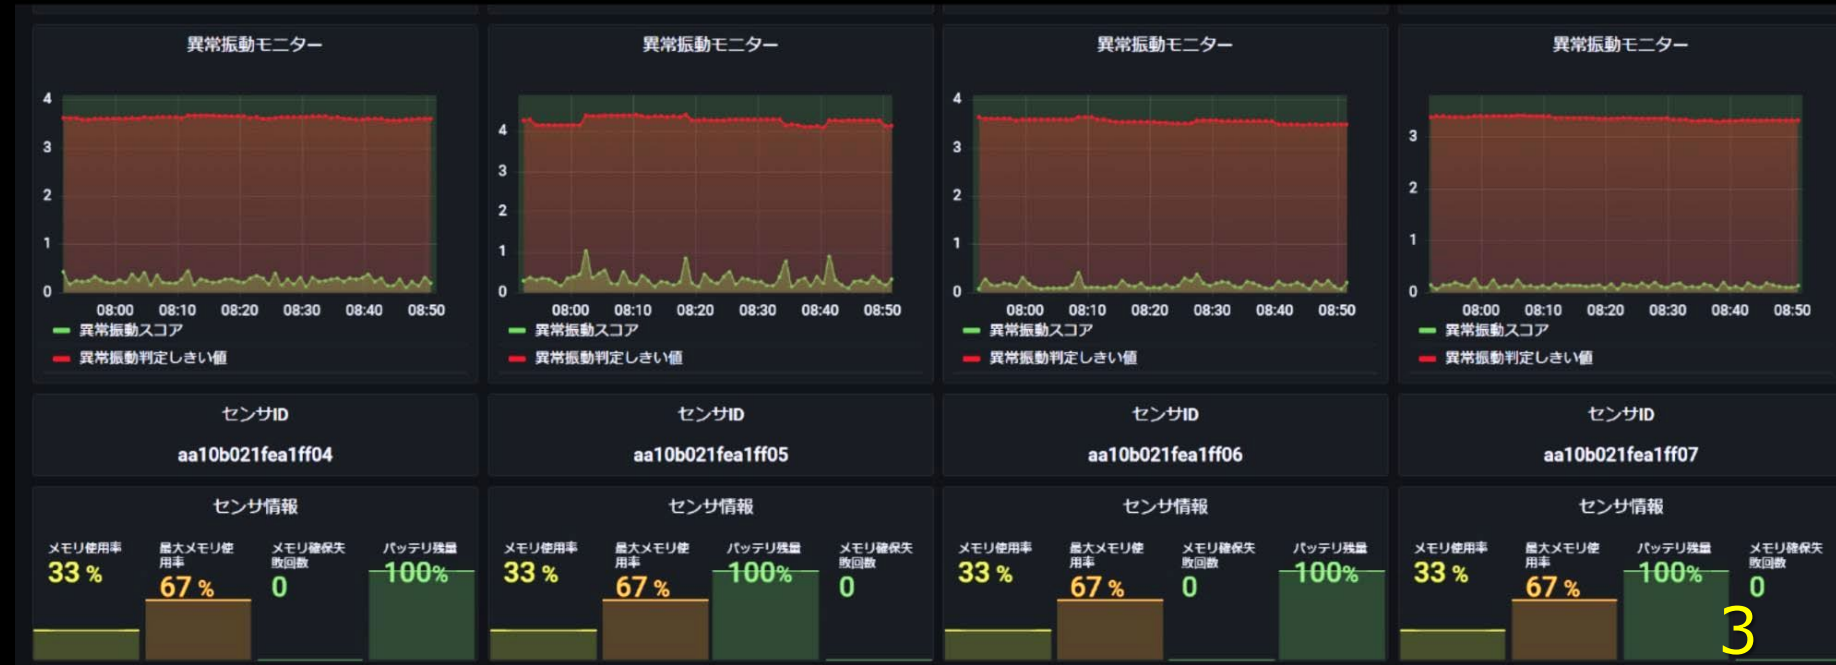 異常振動モニター
4
3
2
1
0
08:00 08:10 08:20 08:30 08:40 08:50
異常振動スコア
異常振動判定しきい値
異常振動モニター
4
3
2
1
0
08:00 08:10 08:20 08:30 08:40 08:50
異常振動スコア
異常振動判定しきい値
異常振動モニター
4
3
2
1
0
08:00 08:10 08:20 08:30 08:40 08:50
異常振動スコア
異常振動判定しきい値
異常振動モニター
3
2
1
0
08:00 08:10 08:20 08:30 08:40 08:50
異常振動スコア
異常振動判定しきい値
センサID
aa10b021fea1ff04
センサID
aa10b021fea1ff05
センサID
aa10b021fea1ff06
センサID
aa10b021fea1ff07
センサ情報
メモリ使用率
33 %
最大メモリ使
用率
67 %
メモリ確保失
敗回数
0
バッテリ残量
100%
センサ情報
メモリ使用率
33 %
最大メモリ使
用率
67 %
バッテリ残量
100%
メモリ確保失
敗回数
0
センサ情報
メモリ使用率
33 %
最大メモリ使
用率
67 %
メモリ確保失
敗回数
0
バッテリ残量
100%
センサ情報
メモリ使用率
33 %
最大メモリ使
用率
67 %
バッテリ残量
100%
メモリ確保失
敗回数
0
3